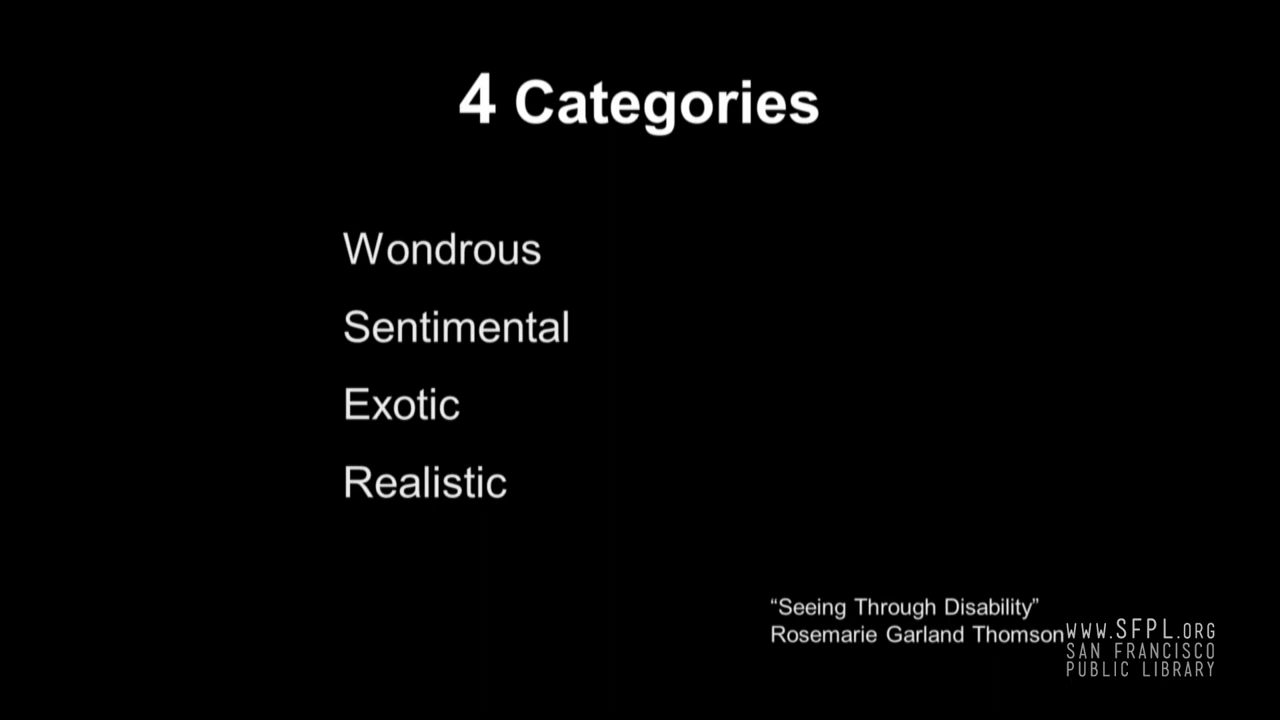 4 Categories
Wondrous
Sentimental
Exotic
Realistic
“Seeing Through Disability”
Rosemarie Garland Thomson
WWW.SFPL.ORG
SAN FRANCISCO
PUBLIC LIBRARY